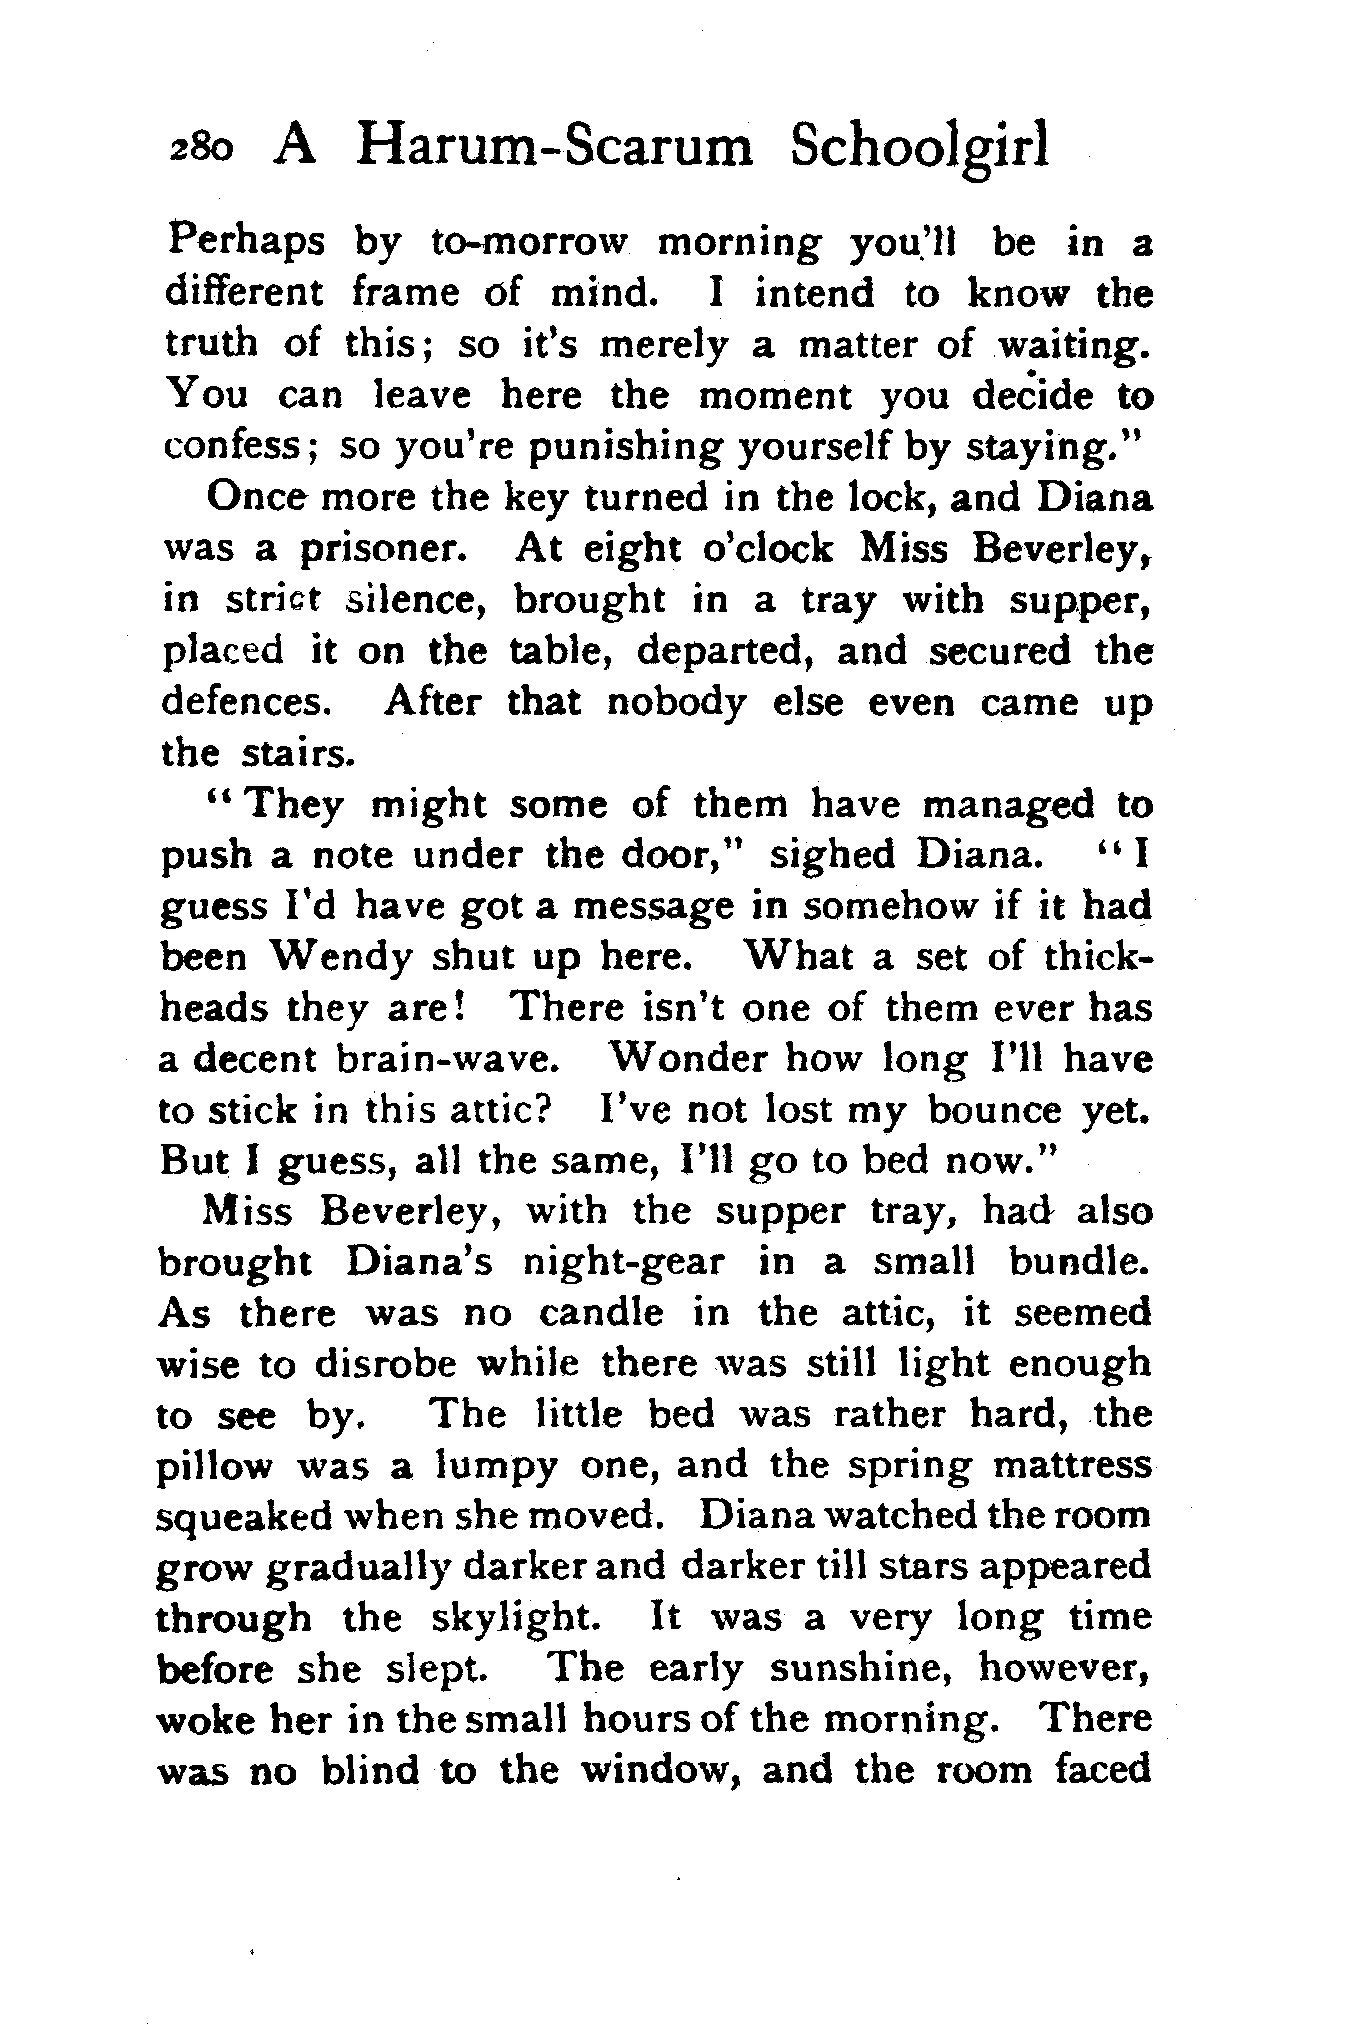 280 A Harum-Scarum Schoolgirl
Perhaps by to-morrow morning you'll be in a
different frame of mind. I intend to know the
truth of this; so it's merely a matter of waiting.
You can leave here the moment you decide to
confess; so you're punishing yourself by staying."
Once more the key turned in the lock, and Diana
was a prisoner. At eight o'clock Miss Beverley,
in strict silence, brought in a tray with supper,
placed it on the table, departed, and secured the
defences. After that nobody else even came up
the stairs.
"They might some of them have managed to
push a note under the door," sighed Diana. "I
guess I'd have got a message in somehow if it had
been Wendy shut up here. What a set of thick-
heads they are! There isn't one of them ever has
a decent brain-wave. Wonder how long I'll have
to stick in this attic? I've not lost my bounce yet.
But I guess, all the same, I'll go to bed now."
Miss Beverley, with the supper tray, had also
brought Diana's night-gear in a small bundle.
As there was no candle in the attic, it seemed
wise to disrobe while there was still light enough
to see by. The little bed was rather hard, the
pillow was a lumpy one, and the spring mattress
squeaked when she moved. Diana watched the room
grow gradually darker and darker till stars appeared
through the skylight. It was a very long time
before she slept. The early sunshine, however,
woke her in the small hours of the morning. There
was no blind to the window, and the room faced